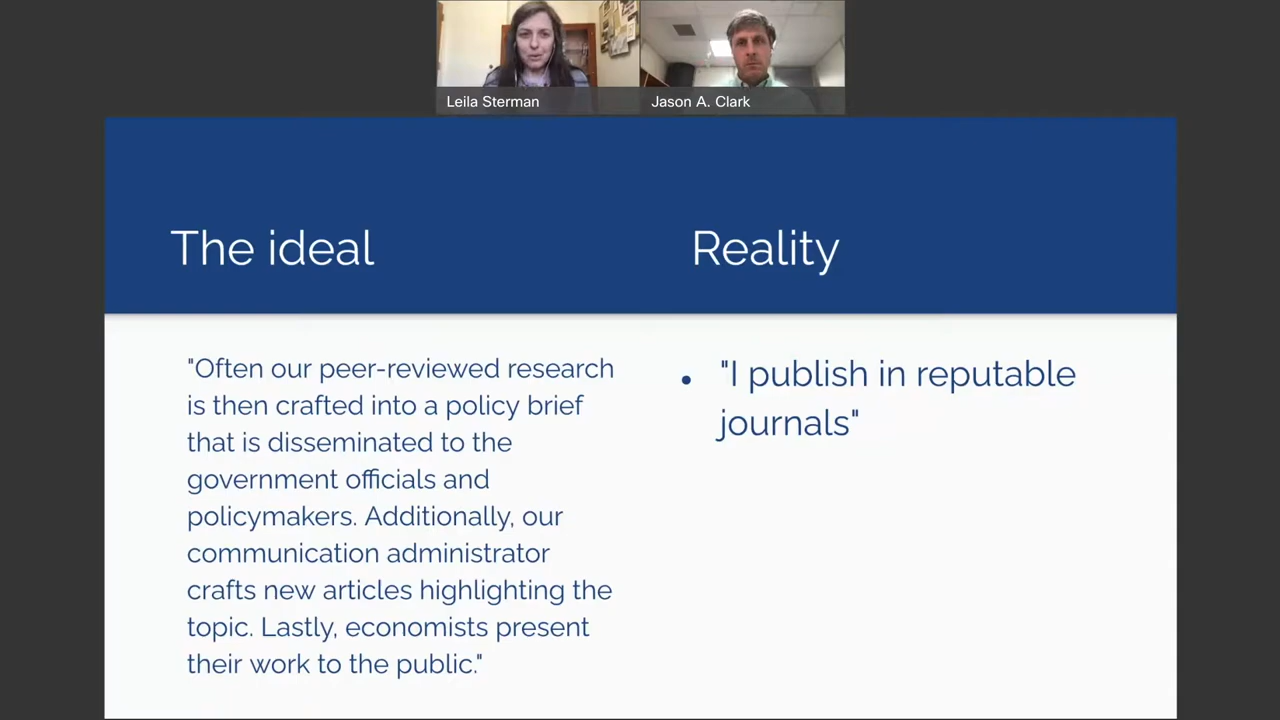 Leila Sterman
Jason A. Clark
The ideal
Reality
"Often our peer-reviewed research
is then crafted into a policy brief
that is disseminated to the
government officials and
policymakers. Additionally, our
communication administrator
crafts new articles highlighting the
topic. Lastly, economists present
their work to the public."
• "I publish in reputable
journals"